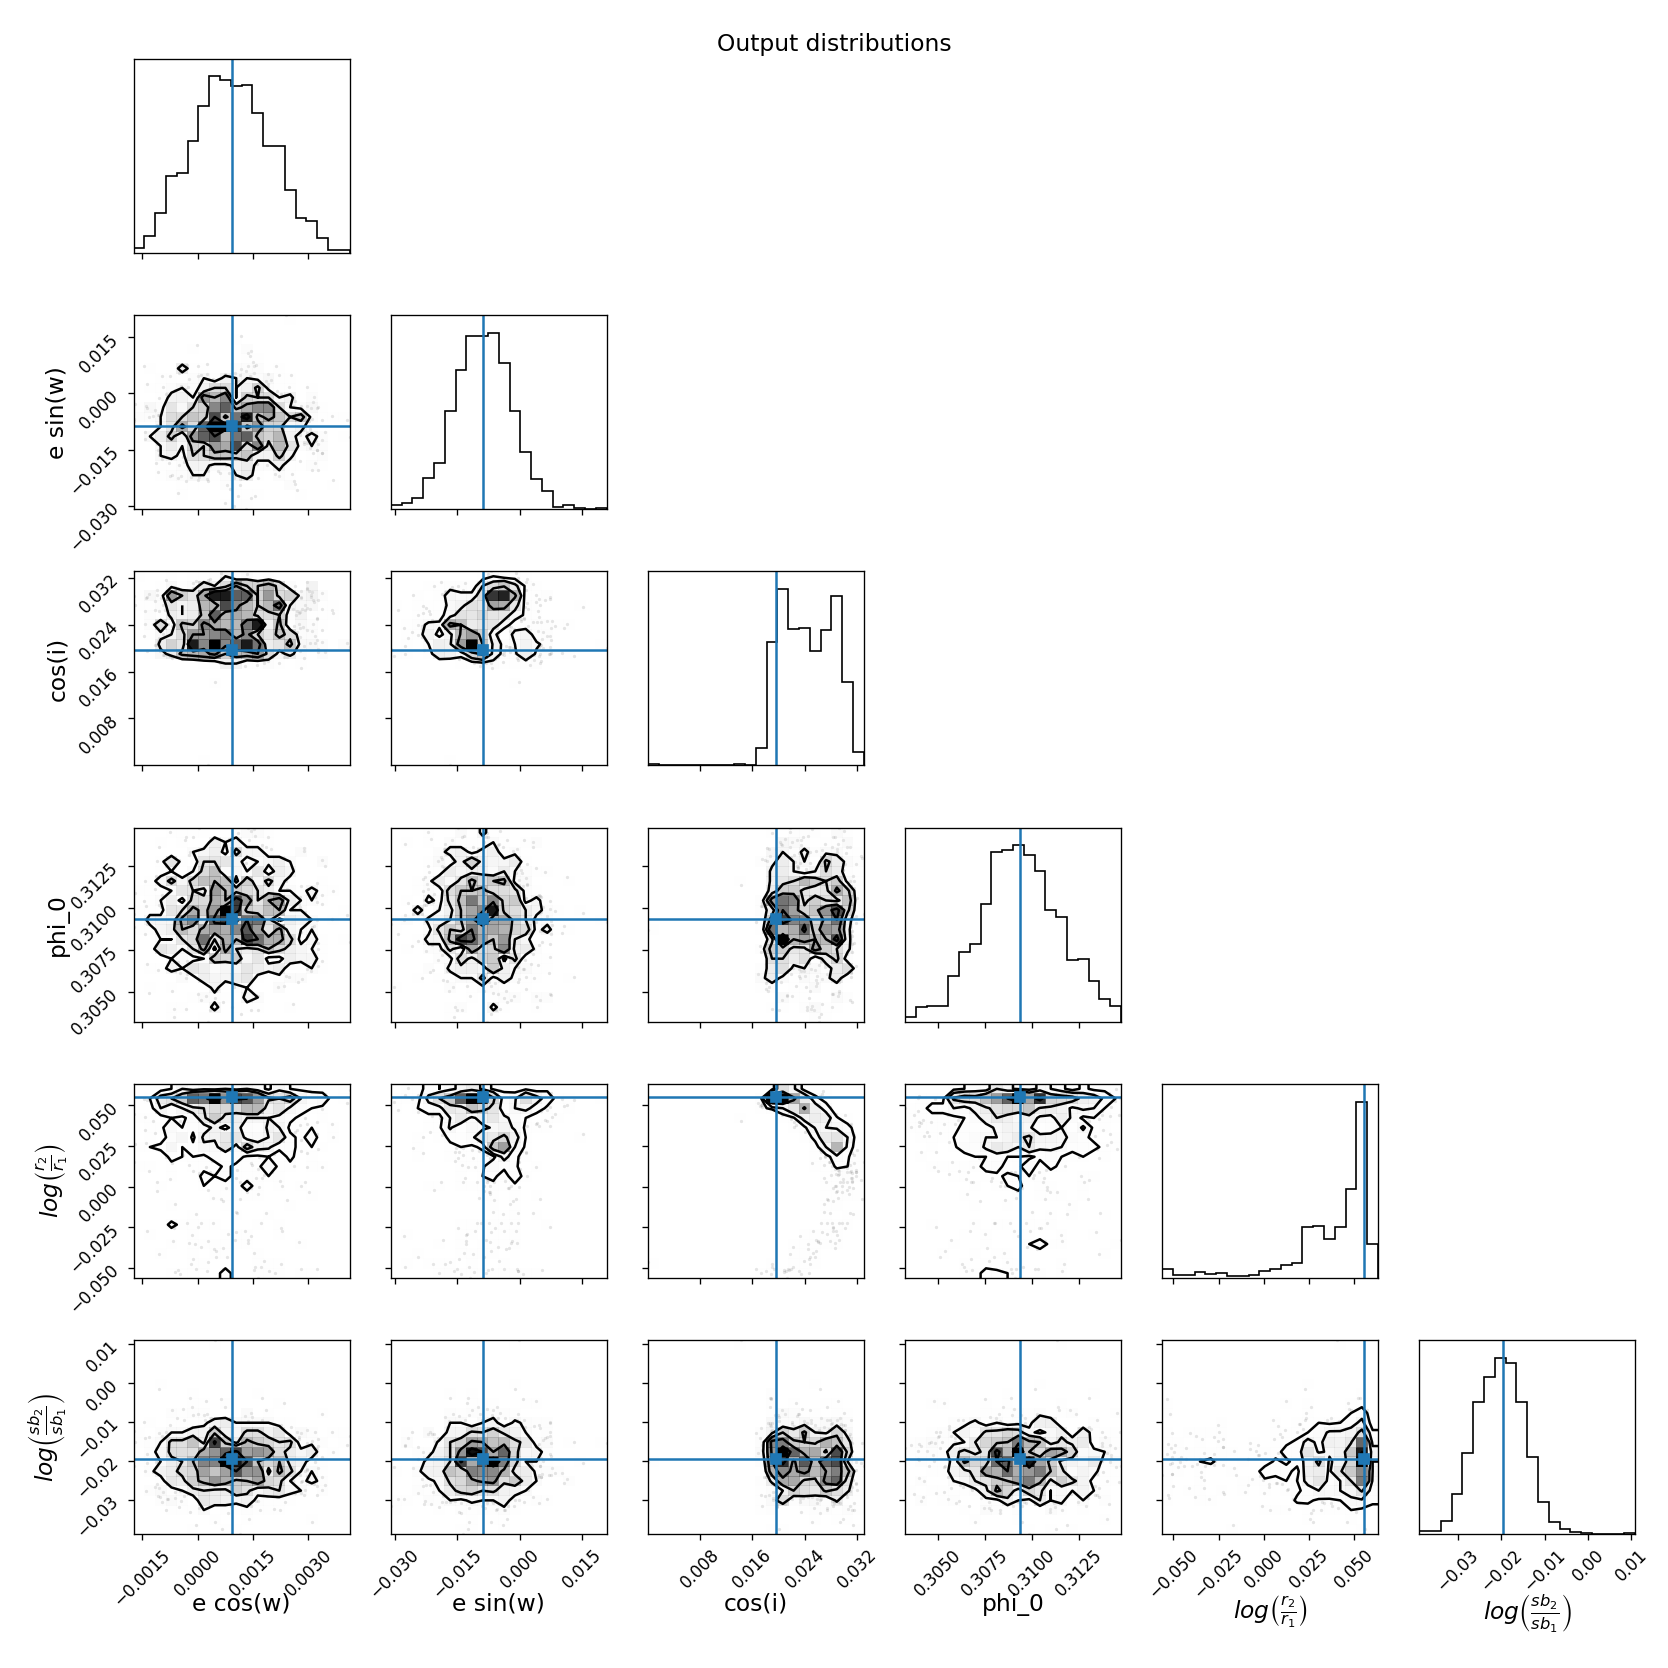 Output distributions
0.015
0.000
−0.015
−0.030
e sin(w)
0.032
0.024
0.016
0.008
cos(i)
0.3125
0.3100
0.3075
0.3050
phi_0
0.050
0.025
0.000
−0.025
−0.050
log(r₂/r₁)
0.01
0.00
−0.01
−0.02
−0.03
log(sb₂/sb₁)
−0.0015 0.0000 0.0015 0.0030
e cos(w)
−0.030 −0.015 0.000 0.015
e sin(w)
0.008 0.016 0.024 0.032
cos(i)
0.3050 0.3075 0.3100 0.3125
phi_0
−0.050 −0.025 0.000 0.025 0.050
log(r₂/r₁)
−0.03 −0.02 −0.01 0.00 0.01
log(sb₂/sb₁)